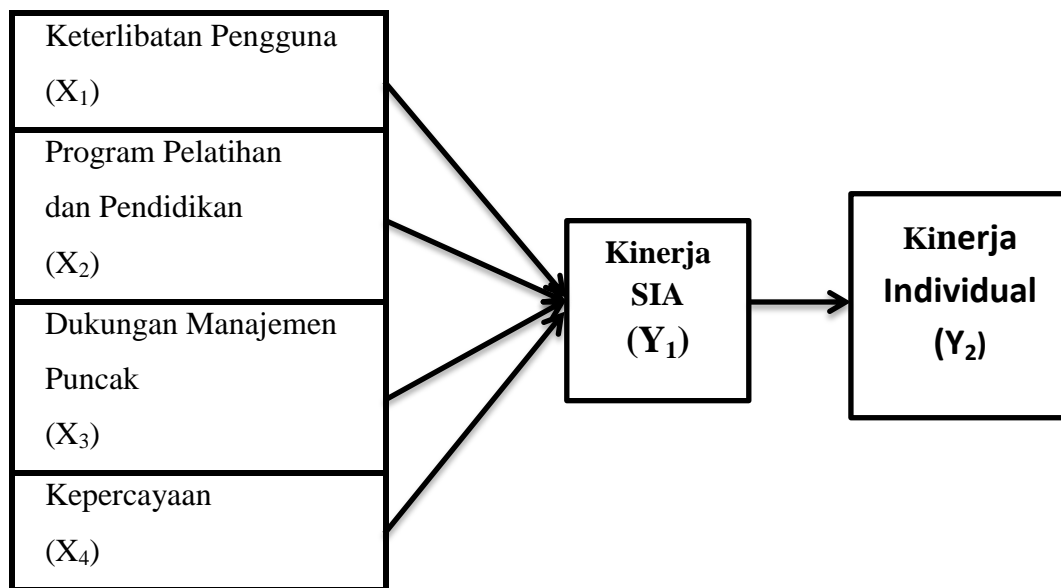 Keterlibatan Pengguna
(X₁)
Program Pelatihan
dan Pendidikan
(X₂)
Dukungan Manajemen
Puncak
(X₃)
Kepercayaan
(X₄)
Kinerja
SIA
(Y₁)
Kinerja
Individual
(Y₂)